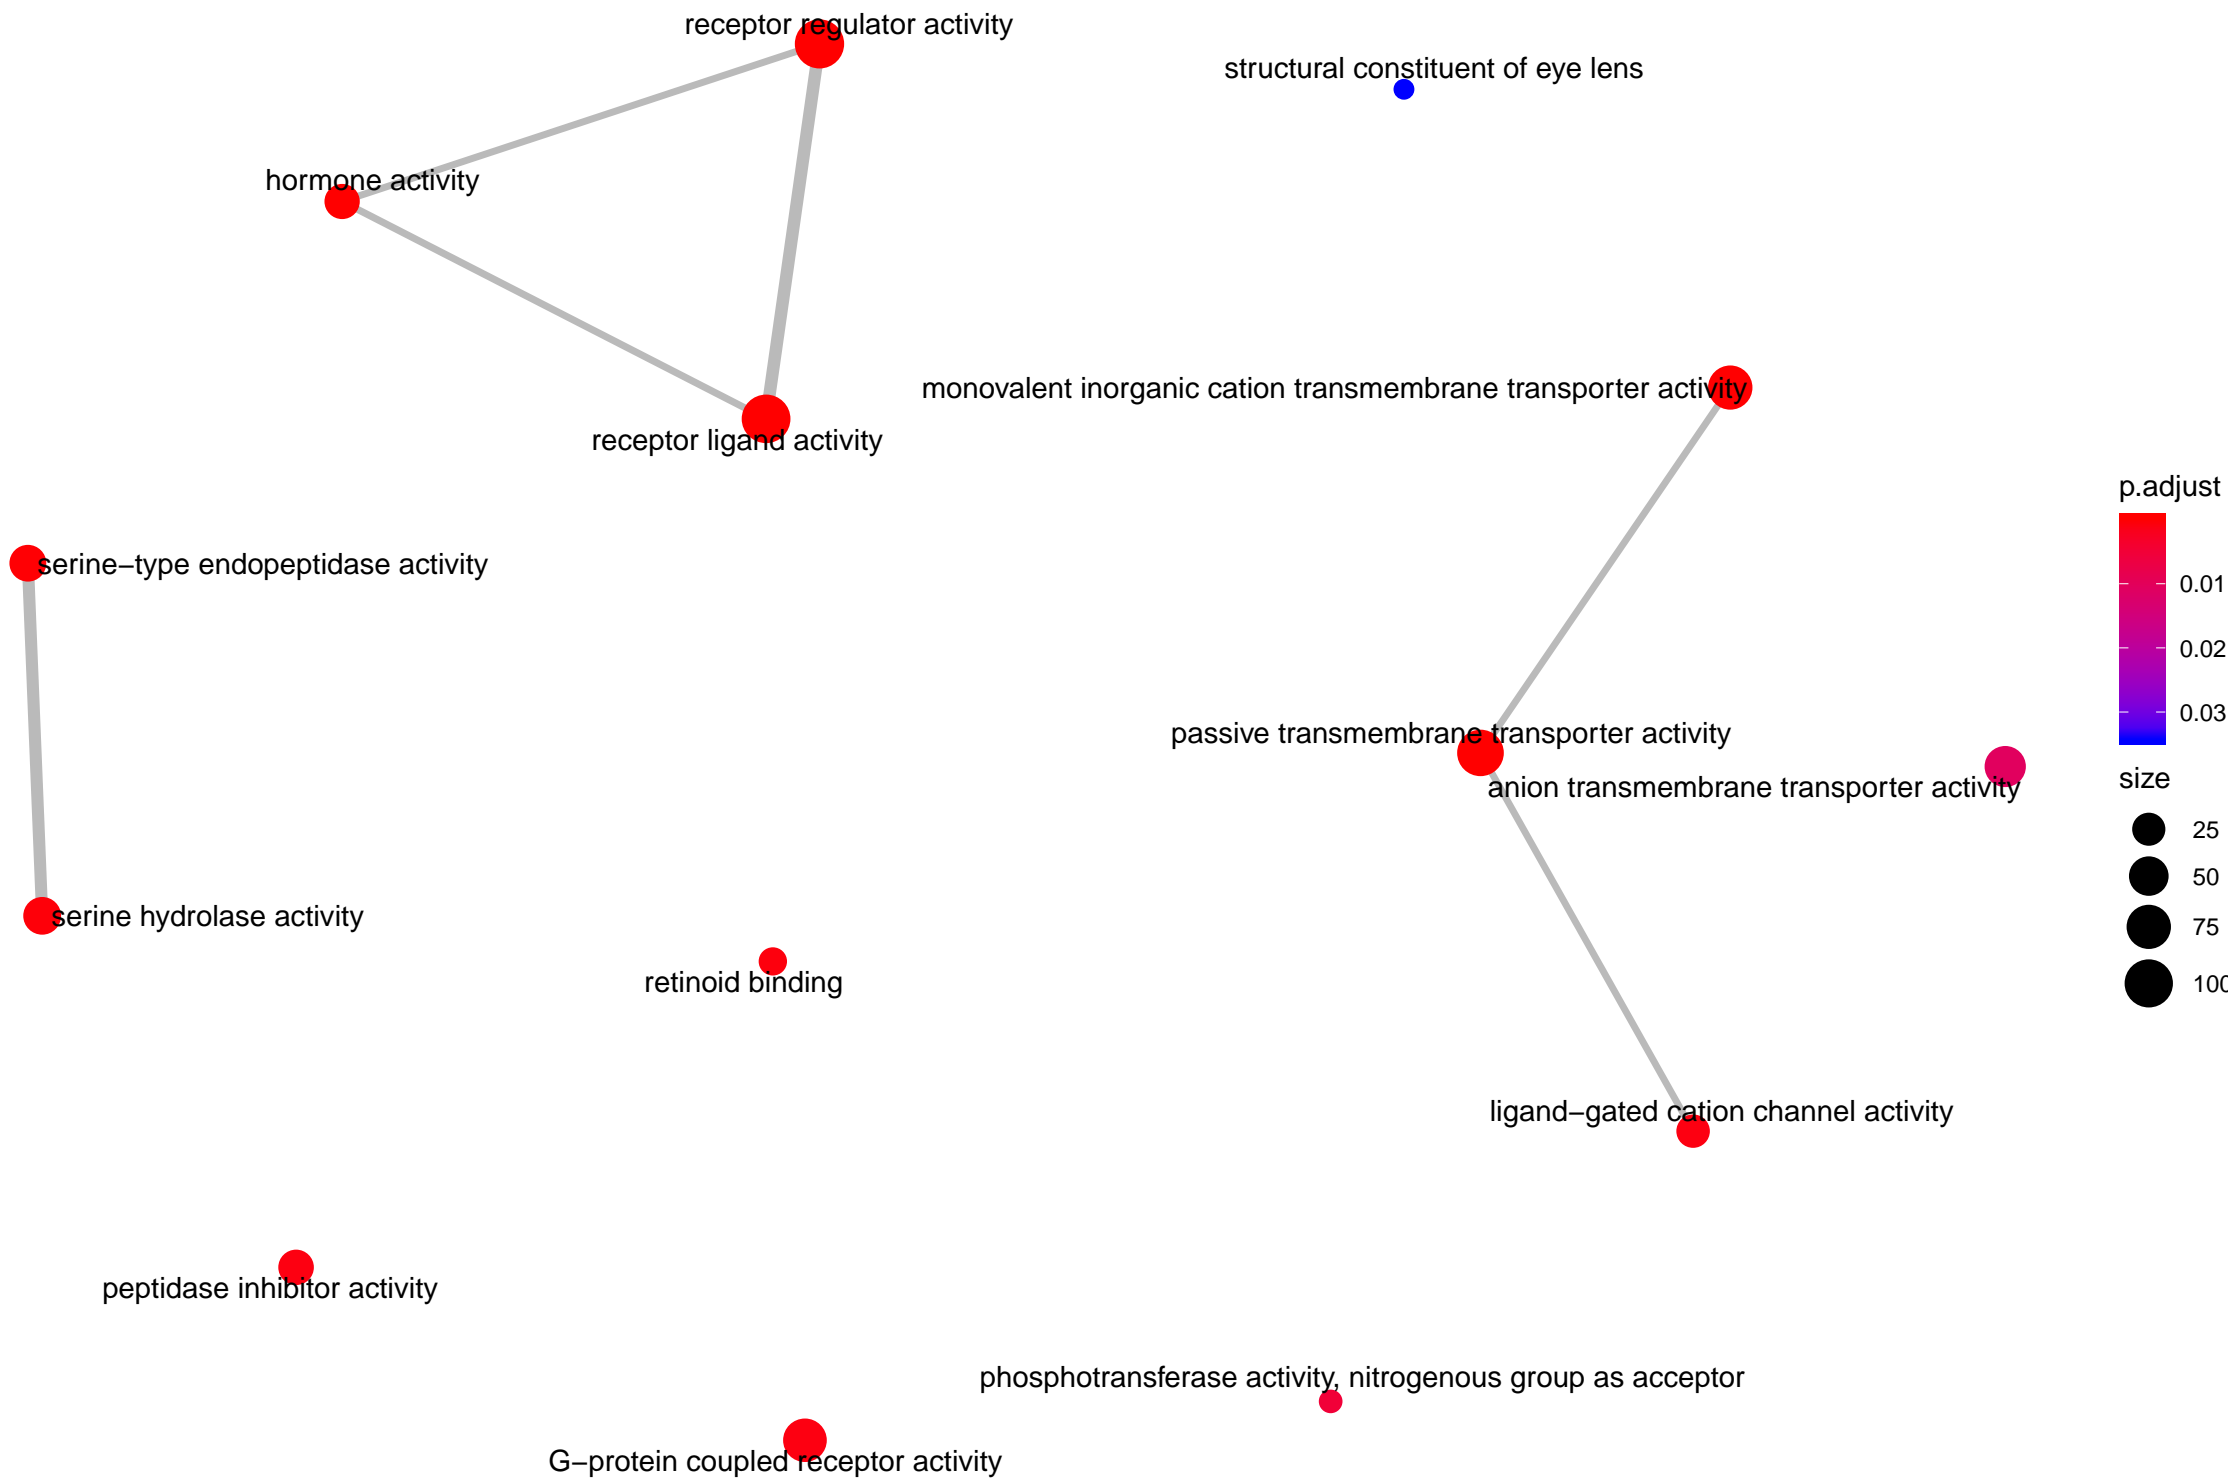 receptor regulator activity
structural constituent of eye lens
hormone activity
monovalent inorganic cation transmembrane transporter activity
receptor ligand activity
serine−type endopeptidase activity
passive transmembrane transporter activity
anion transmembrane transporter activity
serine hydrolase activity
retinoid binding
ligand−gated cation channel activity
peptidase inhibitor activity
phosphotransferase activity, nitrogenous group as acceptor
G−protein coupled receptor activity
p.adjust
0.01
0.02
0.03
size
25
50
75
100